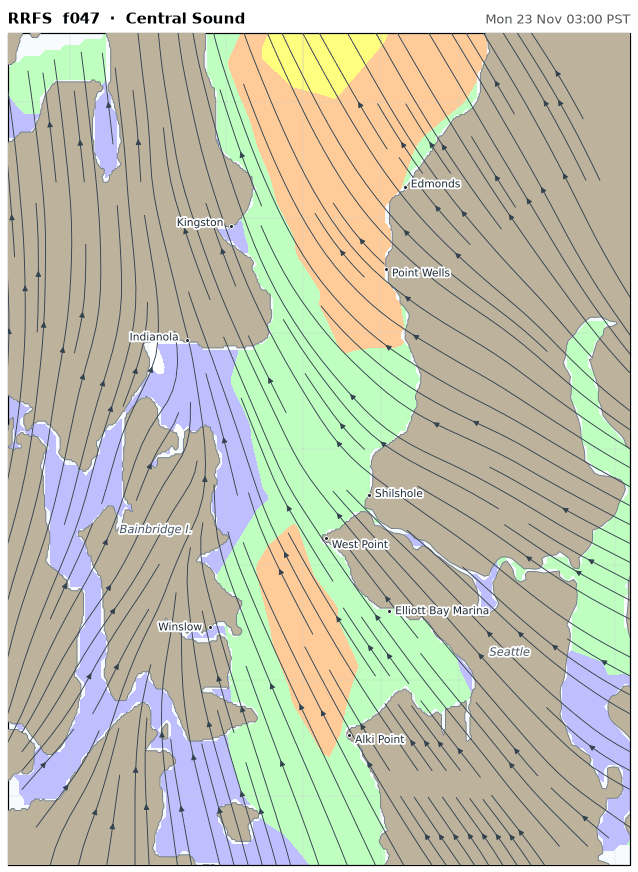 RRFS f047 · Central Sound
Mon 23 Nov 03:00 PST
Edmonds
Kingston
Point Wells
Indianola
Shilshole
Bainbridge I.
West Point
Elliott Bay Marina
Winslow
Seattle
Alki Point